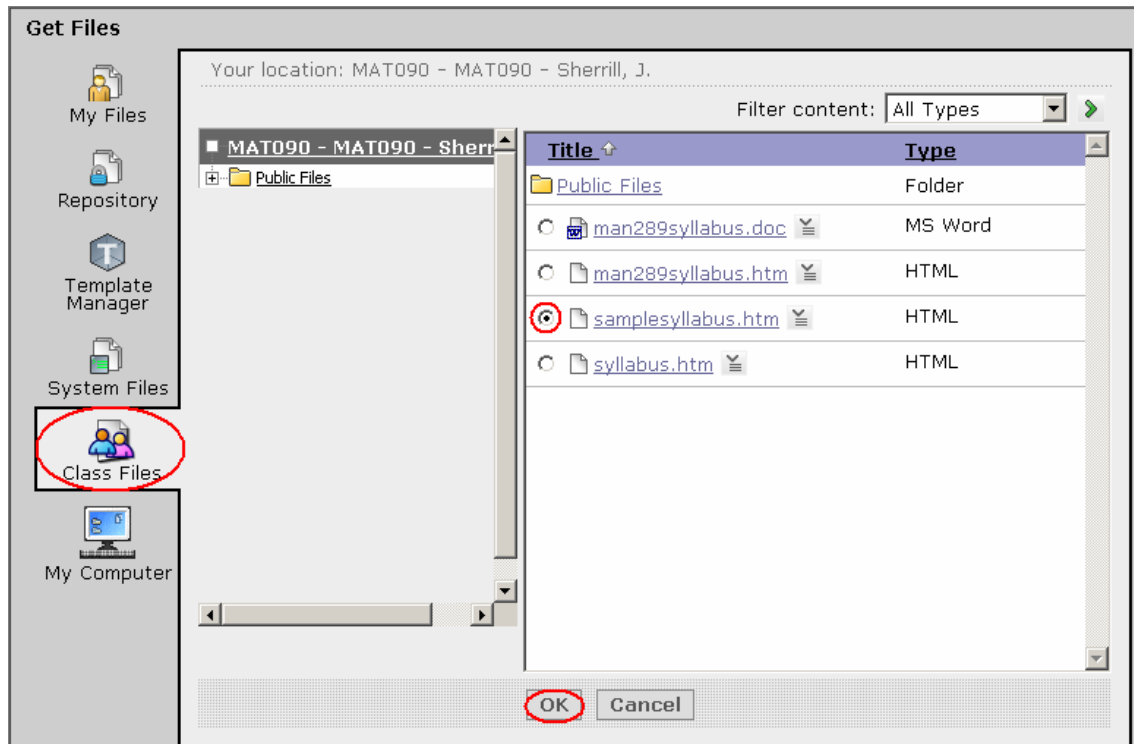 Get Files
Your location: MAT090 - MAT090 - Sherrill, J.
My Files
Repository
Template
Manager
System Files
Class Files
My Computer
Filter content: All Types
MAT090 - MAT090 - Sherr
Public Files
Title Type
Public Files Folder
man289syllabus.doc MS Word
man289syllabus.htm HTML
samplesyllabus.htm HTML
syllabus.htm HTML
OK Cancel